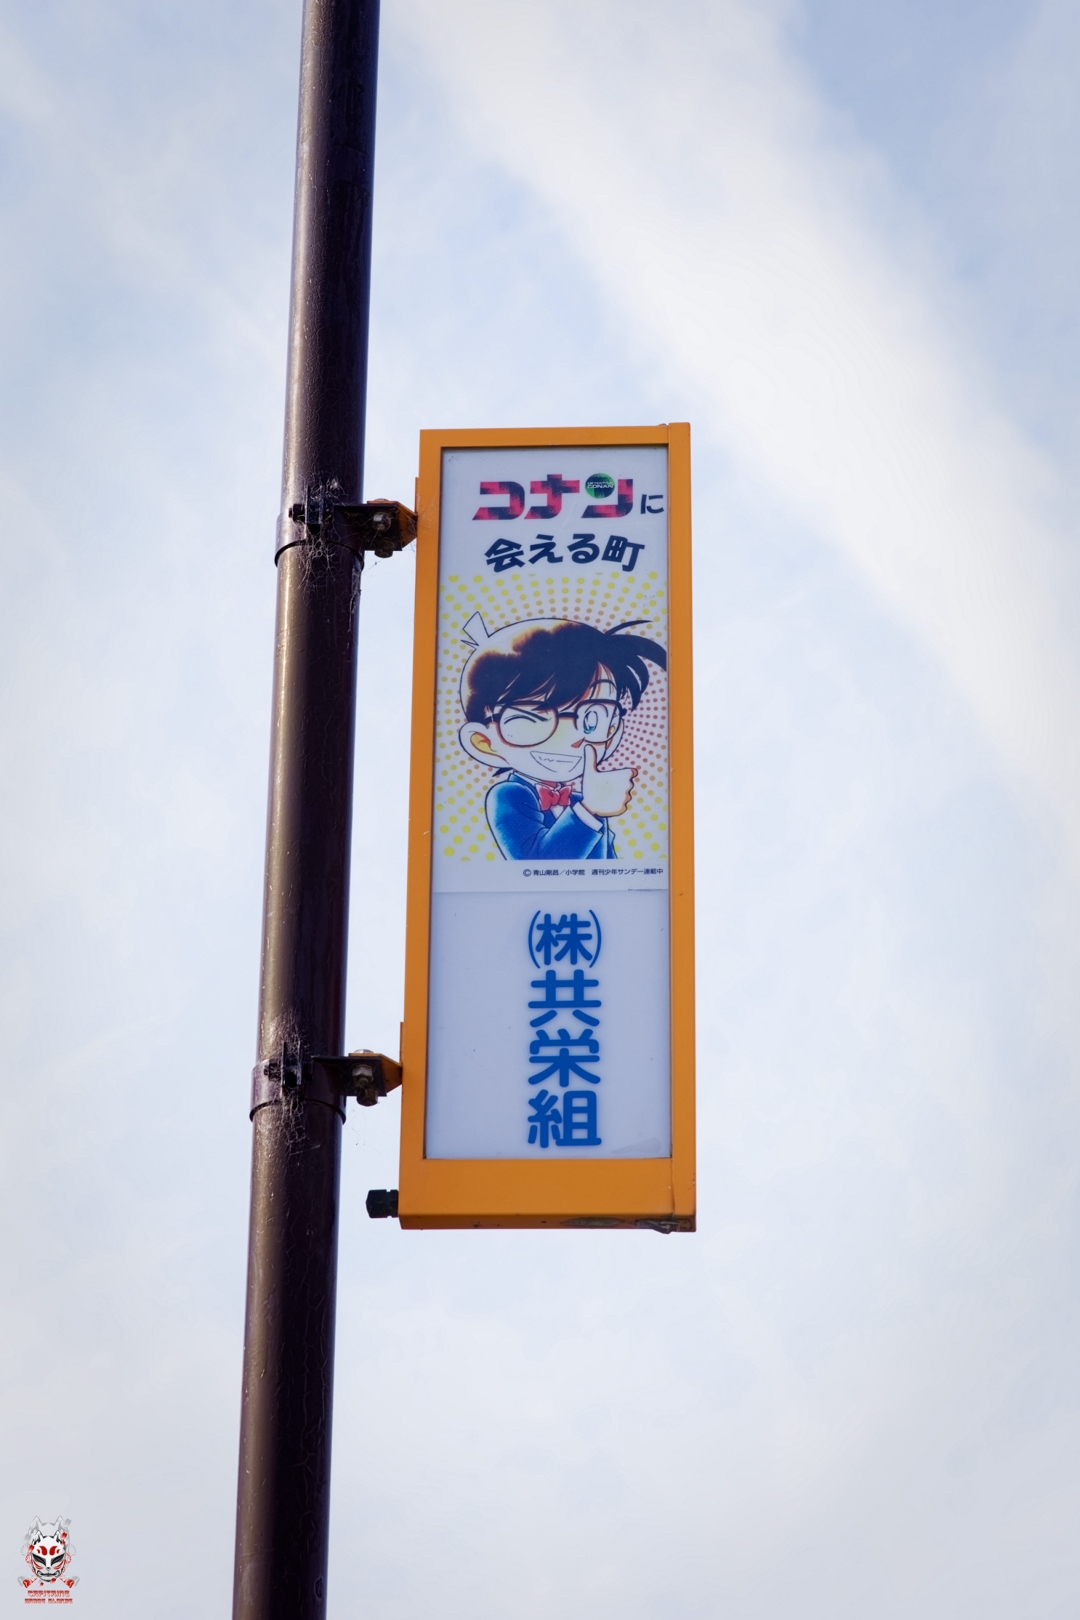 コナンに
会える町
©青山剛昌／小学館 週刊少年サンデー連載中
(株)共栄組